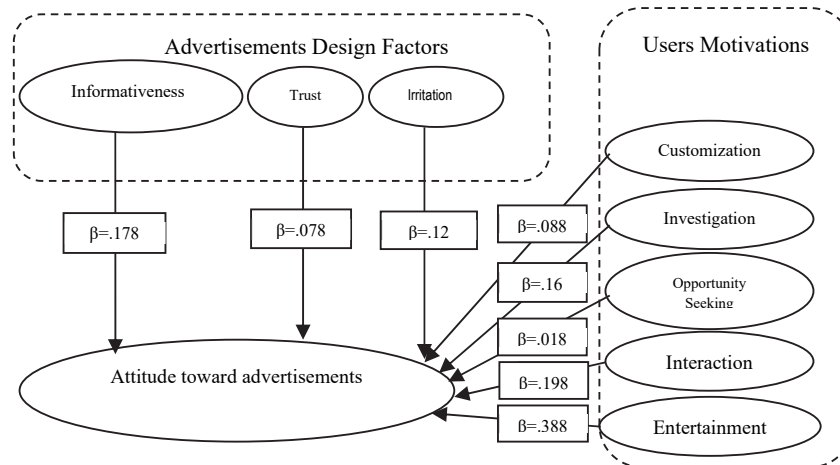 Advertisements Design Factors
Users Motivations
Informativeness
Trust
Irritation
Customization
Investigation
Opportunity
Seeking
Interaction
Entertainment
β=.178
β=.078
β=.12
β=.088
β=.16
β=.018
β=.198
β=.388
Attitude toward advertisements